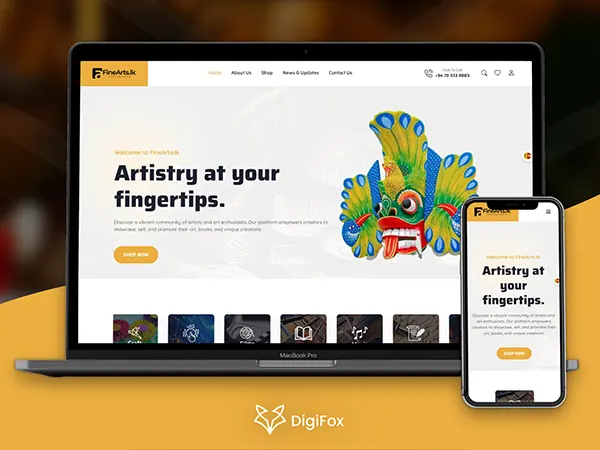 FineArts.lk
Home About Us Shop News & Updates Contact Us
Click To Call
+94 70 333 6663
Welcome to FineArts.lk
Artistry at your
fingertips.
Discover a vibrant community of artists and art enthusiasts. Our platform empowers creators to
showcase, sell, and promote their art, books, and unique creations.
SHOP NOW
MacBook Pro
FineArts.lk
Welcome to FineArts.lk
Artistry at
your
fingertips.
Discover a vibrant community of artists and
art enthusiasts. Our platform empowers
creators to showcase, sell, and promote their
art, books, and unique creations.
SHOP NOW
DigiFox